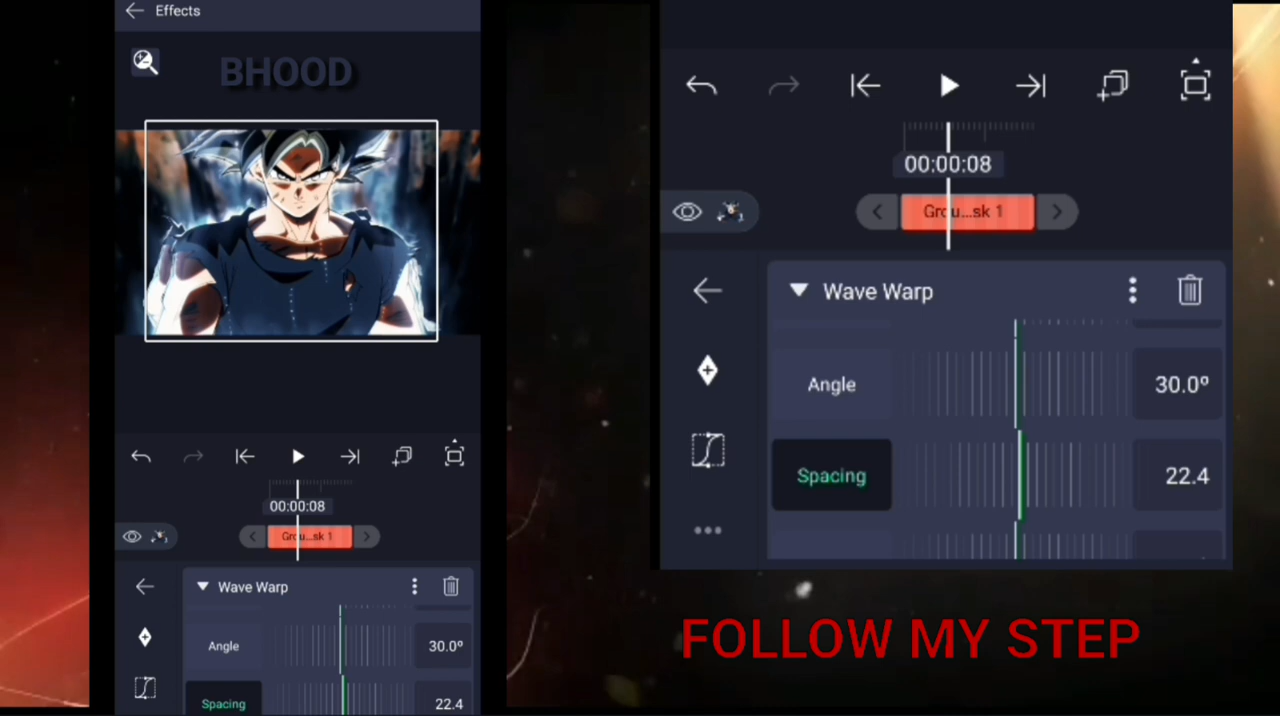 Effects
BHOOD
00:00:08
Grou...sk 1
Wave Warp
Angle
30.0º
Spacing
22.4
00:00:08
Grou...sk 1
Wave Warp
Angle
30.0º
Spacing
22.4
FOLLOW MY STEP